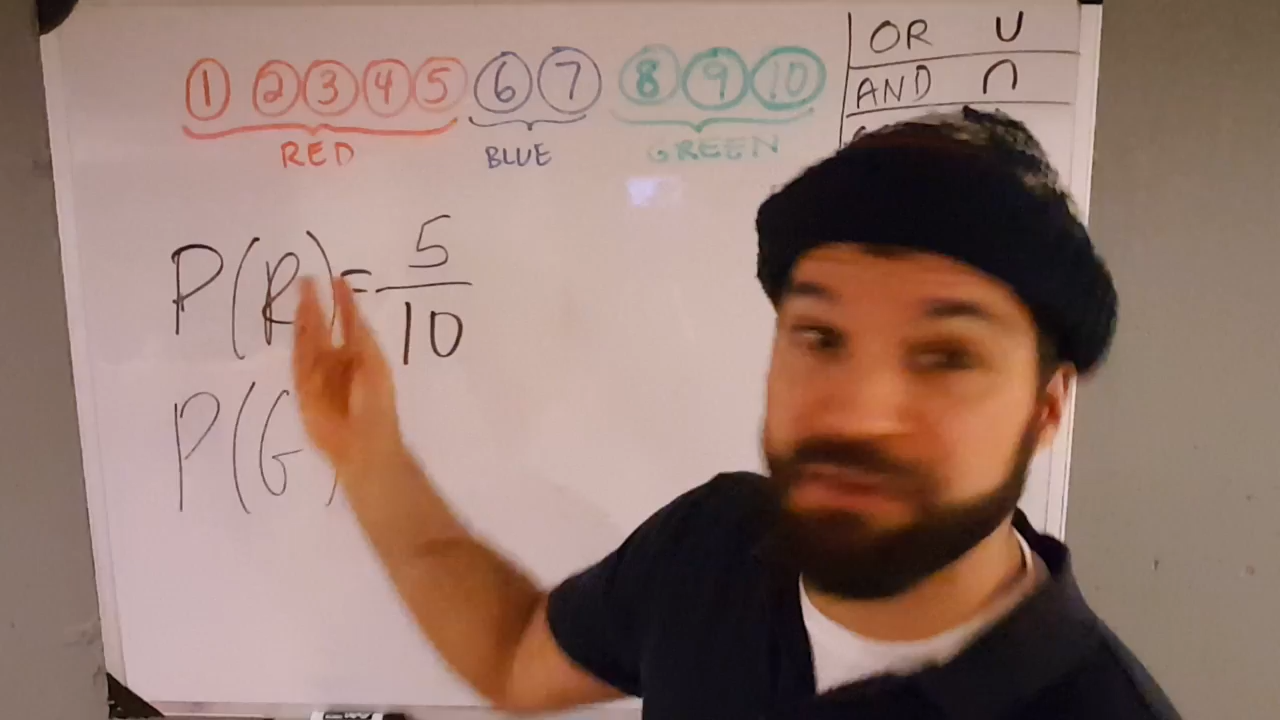 1 2 3 4 5 6 7 8 9 10
RED BLUE GREEN
OR ∪
AND ∩
P(R) = 5/10
P(G)